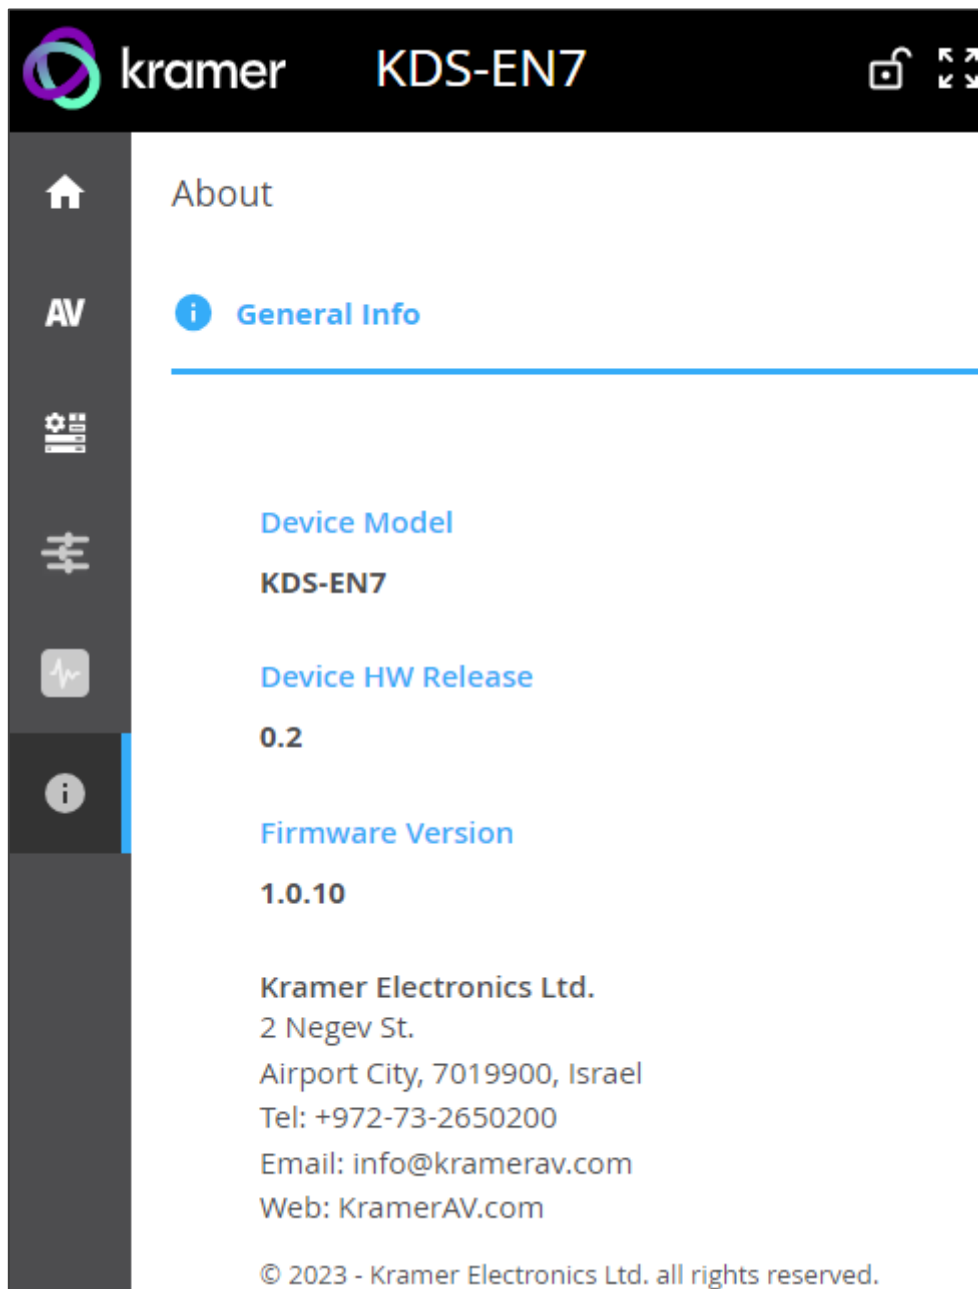 kramer KDS-EN7
About
AV
General Info
Device Model
KDS-EN7
Device HW Release
0.2
Firmware Version
1.0.10
Kramer Electronics Ltd.
2 Negev St.
Airport City, 7019900, Israel
Tel: +972-73-2650200
Email: info@kramerav.com
Web: KramerAV.com
© 2023 - Kramer Electronics Ltd. all rights reserved.